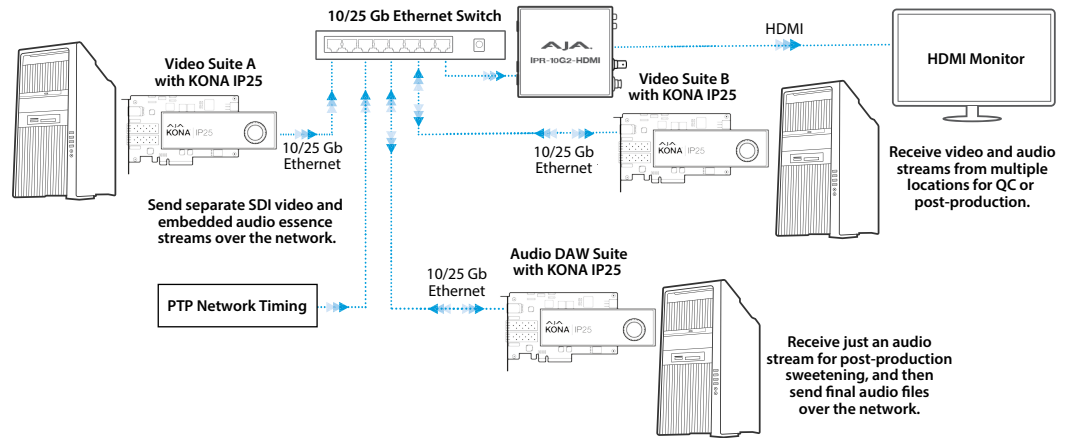 10/25 Gb Ethernet Switch
AJA.
IPR-10G2-HDMI
HDMI
HDMI Monitor
Video Suite A
with KONA IP25
AJA
KONA IP25
10/25 Gb
Ethernet
Video Suite B
with KONA IP25
AJA
KONA IP25
10/25 Gb
Ethernet
Receive video and audio
streams from multiple
locations for QC or
post-production.
Send separate SDI video and
embedded audio essence
streams over the network.
Audio DAW Suite
with KONA IP25
10/25 Gb
Ethernet
AJA
KONA IP25
PTP Network Timing
Receive just an audio
stream for post-production
sweetening, and then
send final audio files
over the network.